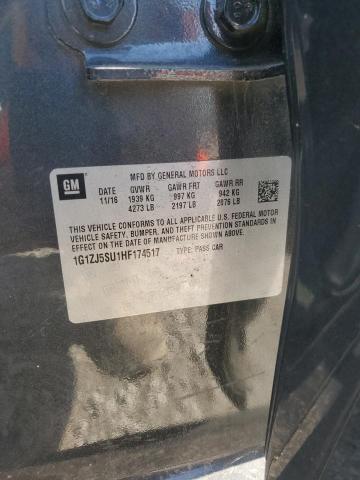 GM
MFD BY GENERAL MOTORS LLC
11/16 GVWR GAWR FRT GAWR RR
1939 KG 997 KG 942 KG
4273 LB 2197 LB 2076 LB
THIS VEHICLE CONFORMS TO ALL APPLICABLE U.S. FEDERAL MOTOR
VEHICLE SAFETY, BUMPER, AND THEFT PREVENTION STANDARDS IN
EFFECT ON THE DATE OF MANUFACTURE SHOWN ABOVE.
1G1ZJ5SU1HF174517 TYPE: PASS CAR